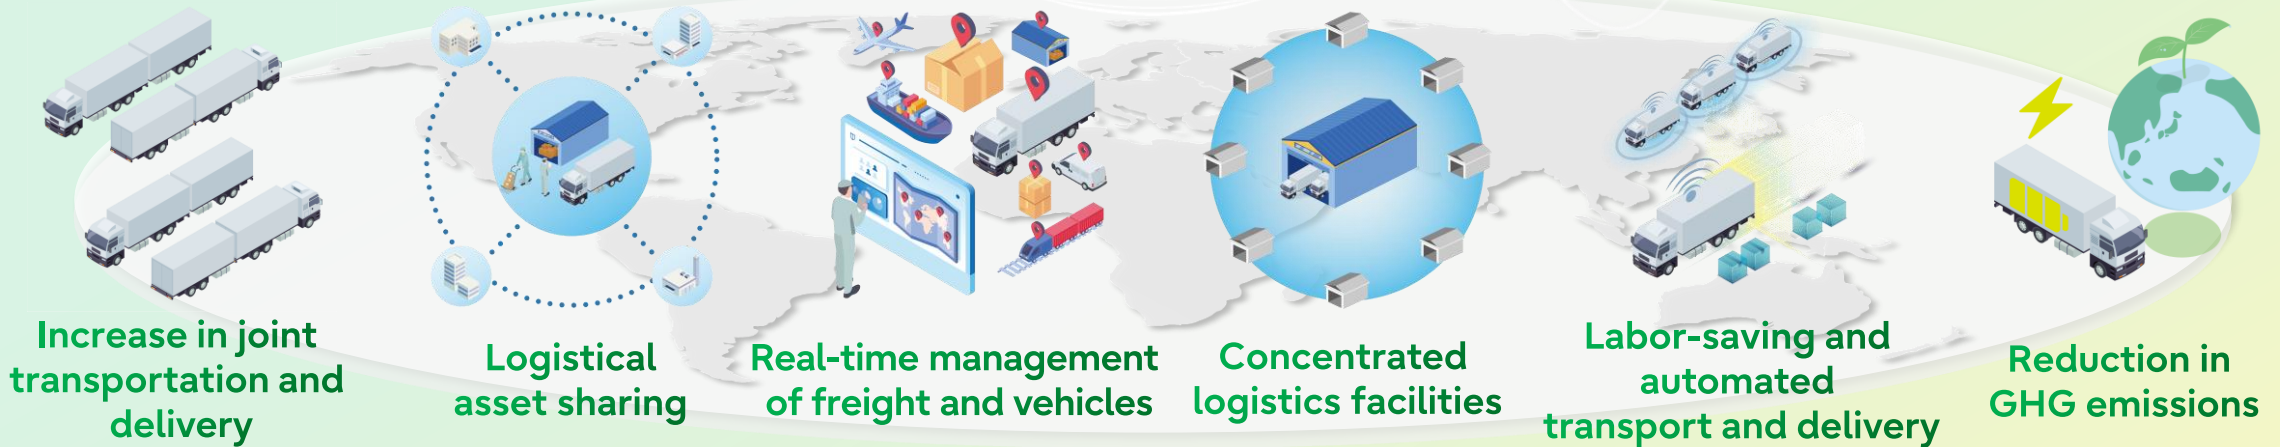 Increase in joint
transportation and
delivery
Logistical
asset sharing
Real-time management
of freight and vehicles
Concentrated
logistics facilities
Labor-saving and
automated
transport and delivery
Reduction in
GHG emissions